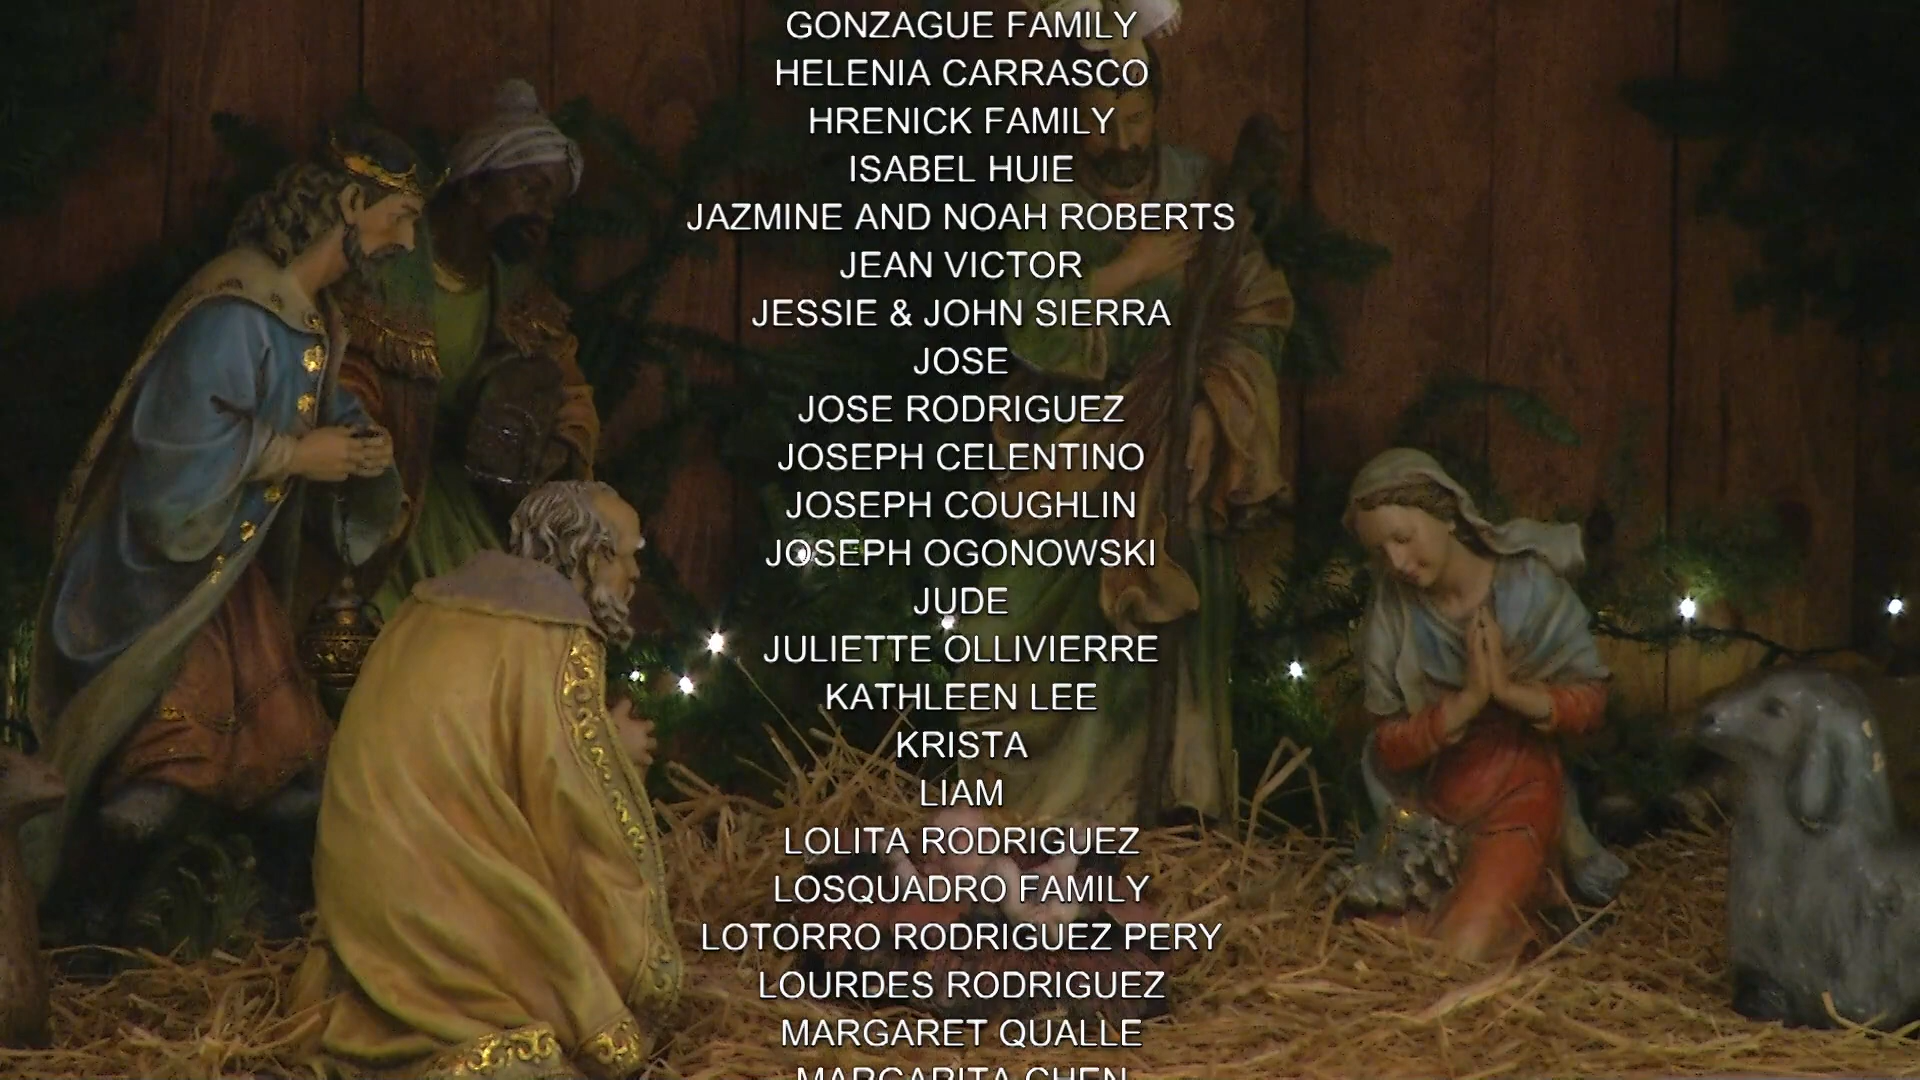 GONZAGUE FAMILY
HELENIA CARRASCO
HRENICK FAMILY
ISABEL HUIE
JAZMINE AND NOAH ROBERTS
JEAN VICTOR
JESSIE & JOHN SIERRA
JOSE
JOSE RODRIGUEZ
JOSEPH CELENTINO
JOSEPH COUGHLIN
JOSEPH OGONOWSKI
JUDE
JULIETTE OLLIVIERRE
KATHLEEN LEE
KRISTA
LIAM
LOLITA RODRIGUEZ
LOSQUADRO FAMILY
LOTORRO RODRIGUEZ PERY
LOURDES RODRIGUEZ
MARGARET QUALLE
MARGARITA CHEN